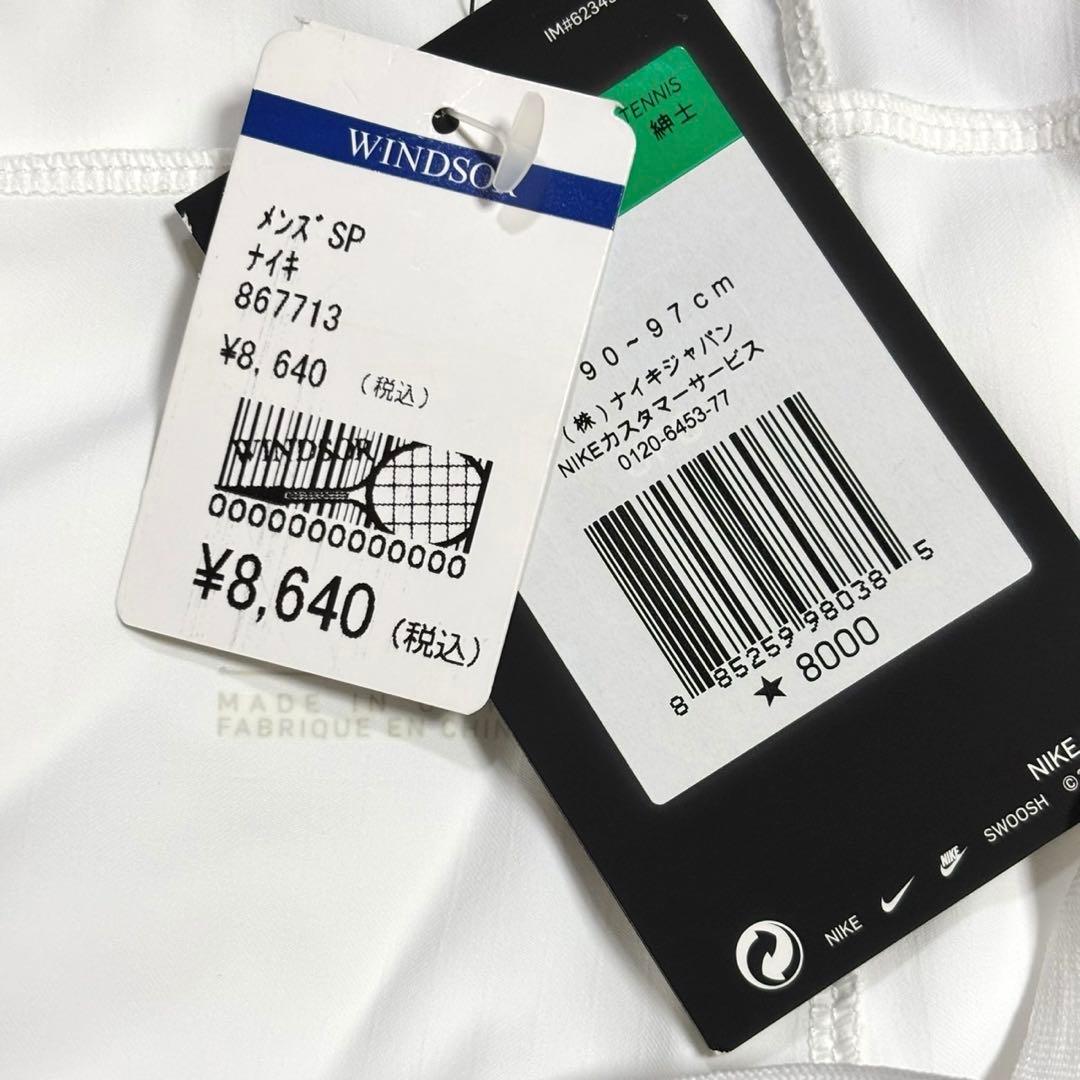 WINDSOR
メンズ SP
ナイキ
867713
¥8,640 (税込)
WINDSOR
0000000000000
¥8,640 (税込)
TENNIS
紳士
90~97cm
(株)ナイキジャパン
NIKEカスタマーサービス
0120-6453-77
8 85259 98038 5
★8000
NIKE
SWOOSH ©
NIKE
NIKE
MADE IN
FABRIQUE EN